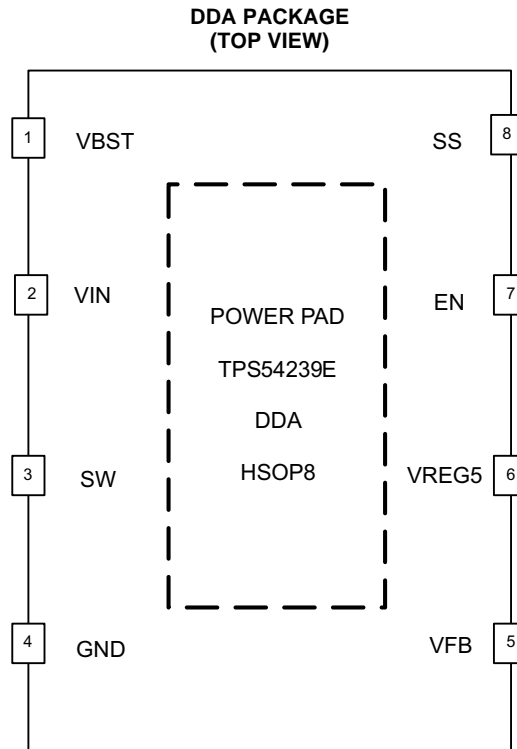 DDA PACKAGE
(TOP VIEW)
1 VBST SS 8
2 VIN EN 7
POWER PAD
TPS54239E
DDA
HSOP8
3 SW VREG5 6
4 GND VFB 5